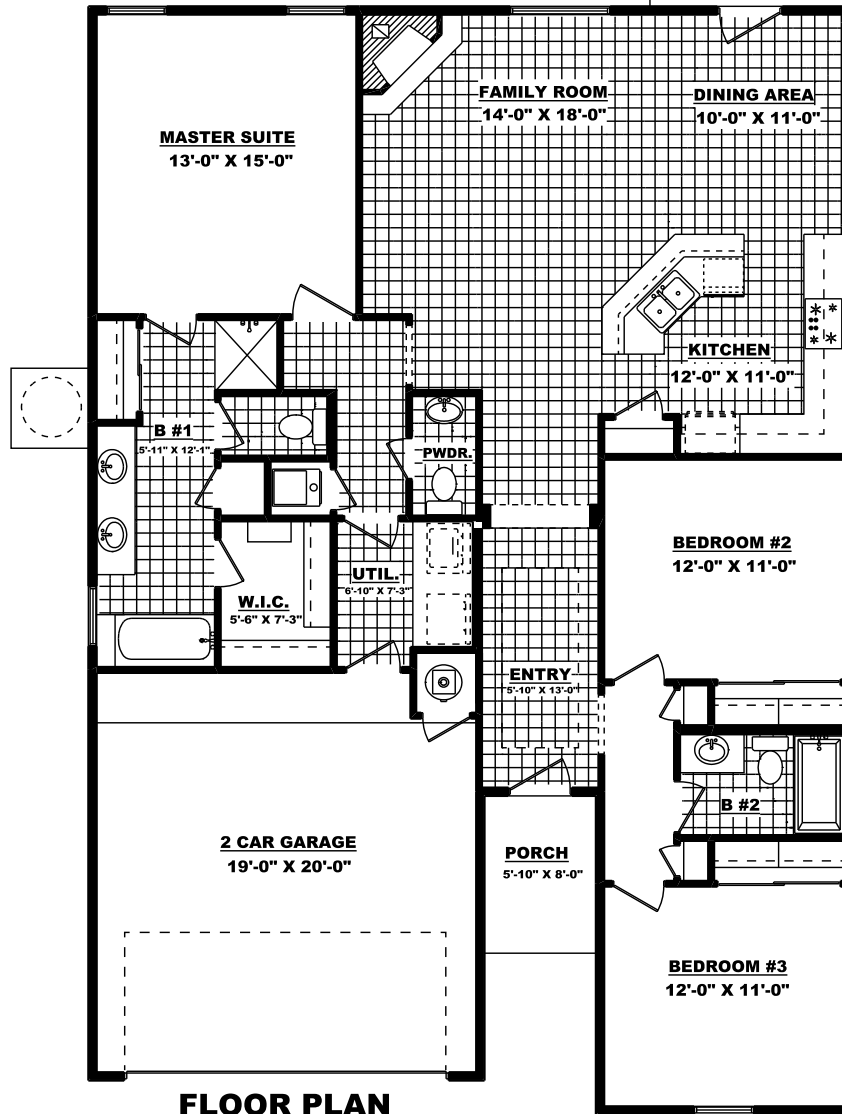 FAMILY ROOM
14'-0" X 18'-0"
DINING AREA
10'-0" X 11'-0"
MASTER SUITE
13'-0" X 15'-0"
KITCHEN
12'-0" X 11'-0"
B #1
5'-11" X 12'-1"
PWDR.
BEDROOM #2
12'-0" X 11'-0"
UTIL.
6'-10" X 7'-3"
W.I.C.
5'-6" X 7'-3"
ENTRY
5'-10" X 13'-0"
B #2
2 CAR GARAGE
19'-0" X 20'-0"
PORCH
5'-10" X 8'-0"
BEDROOM #3
12'-0" X 11'-0"
FLOOR PLAN